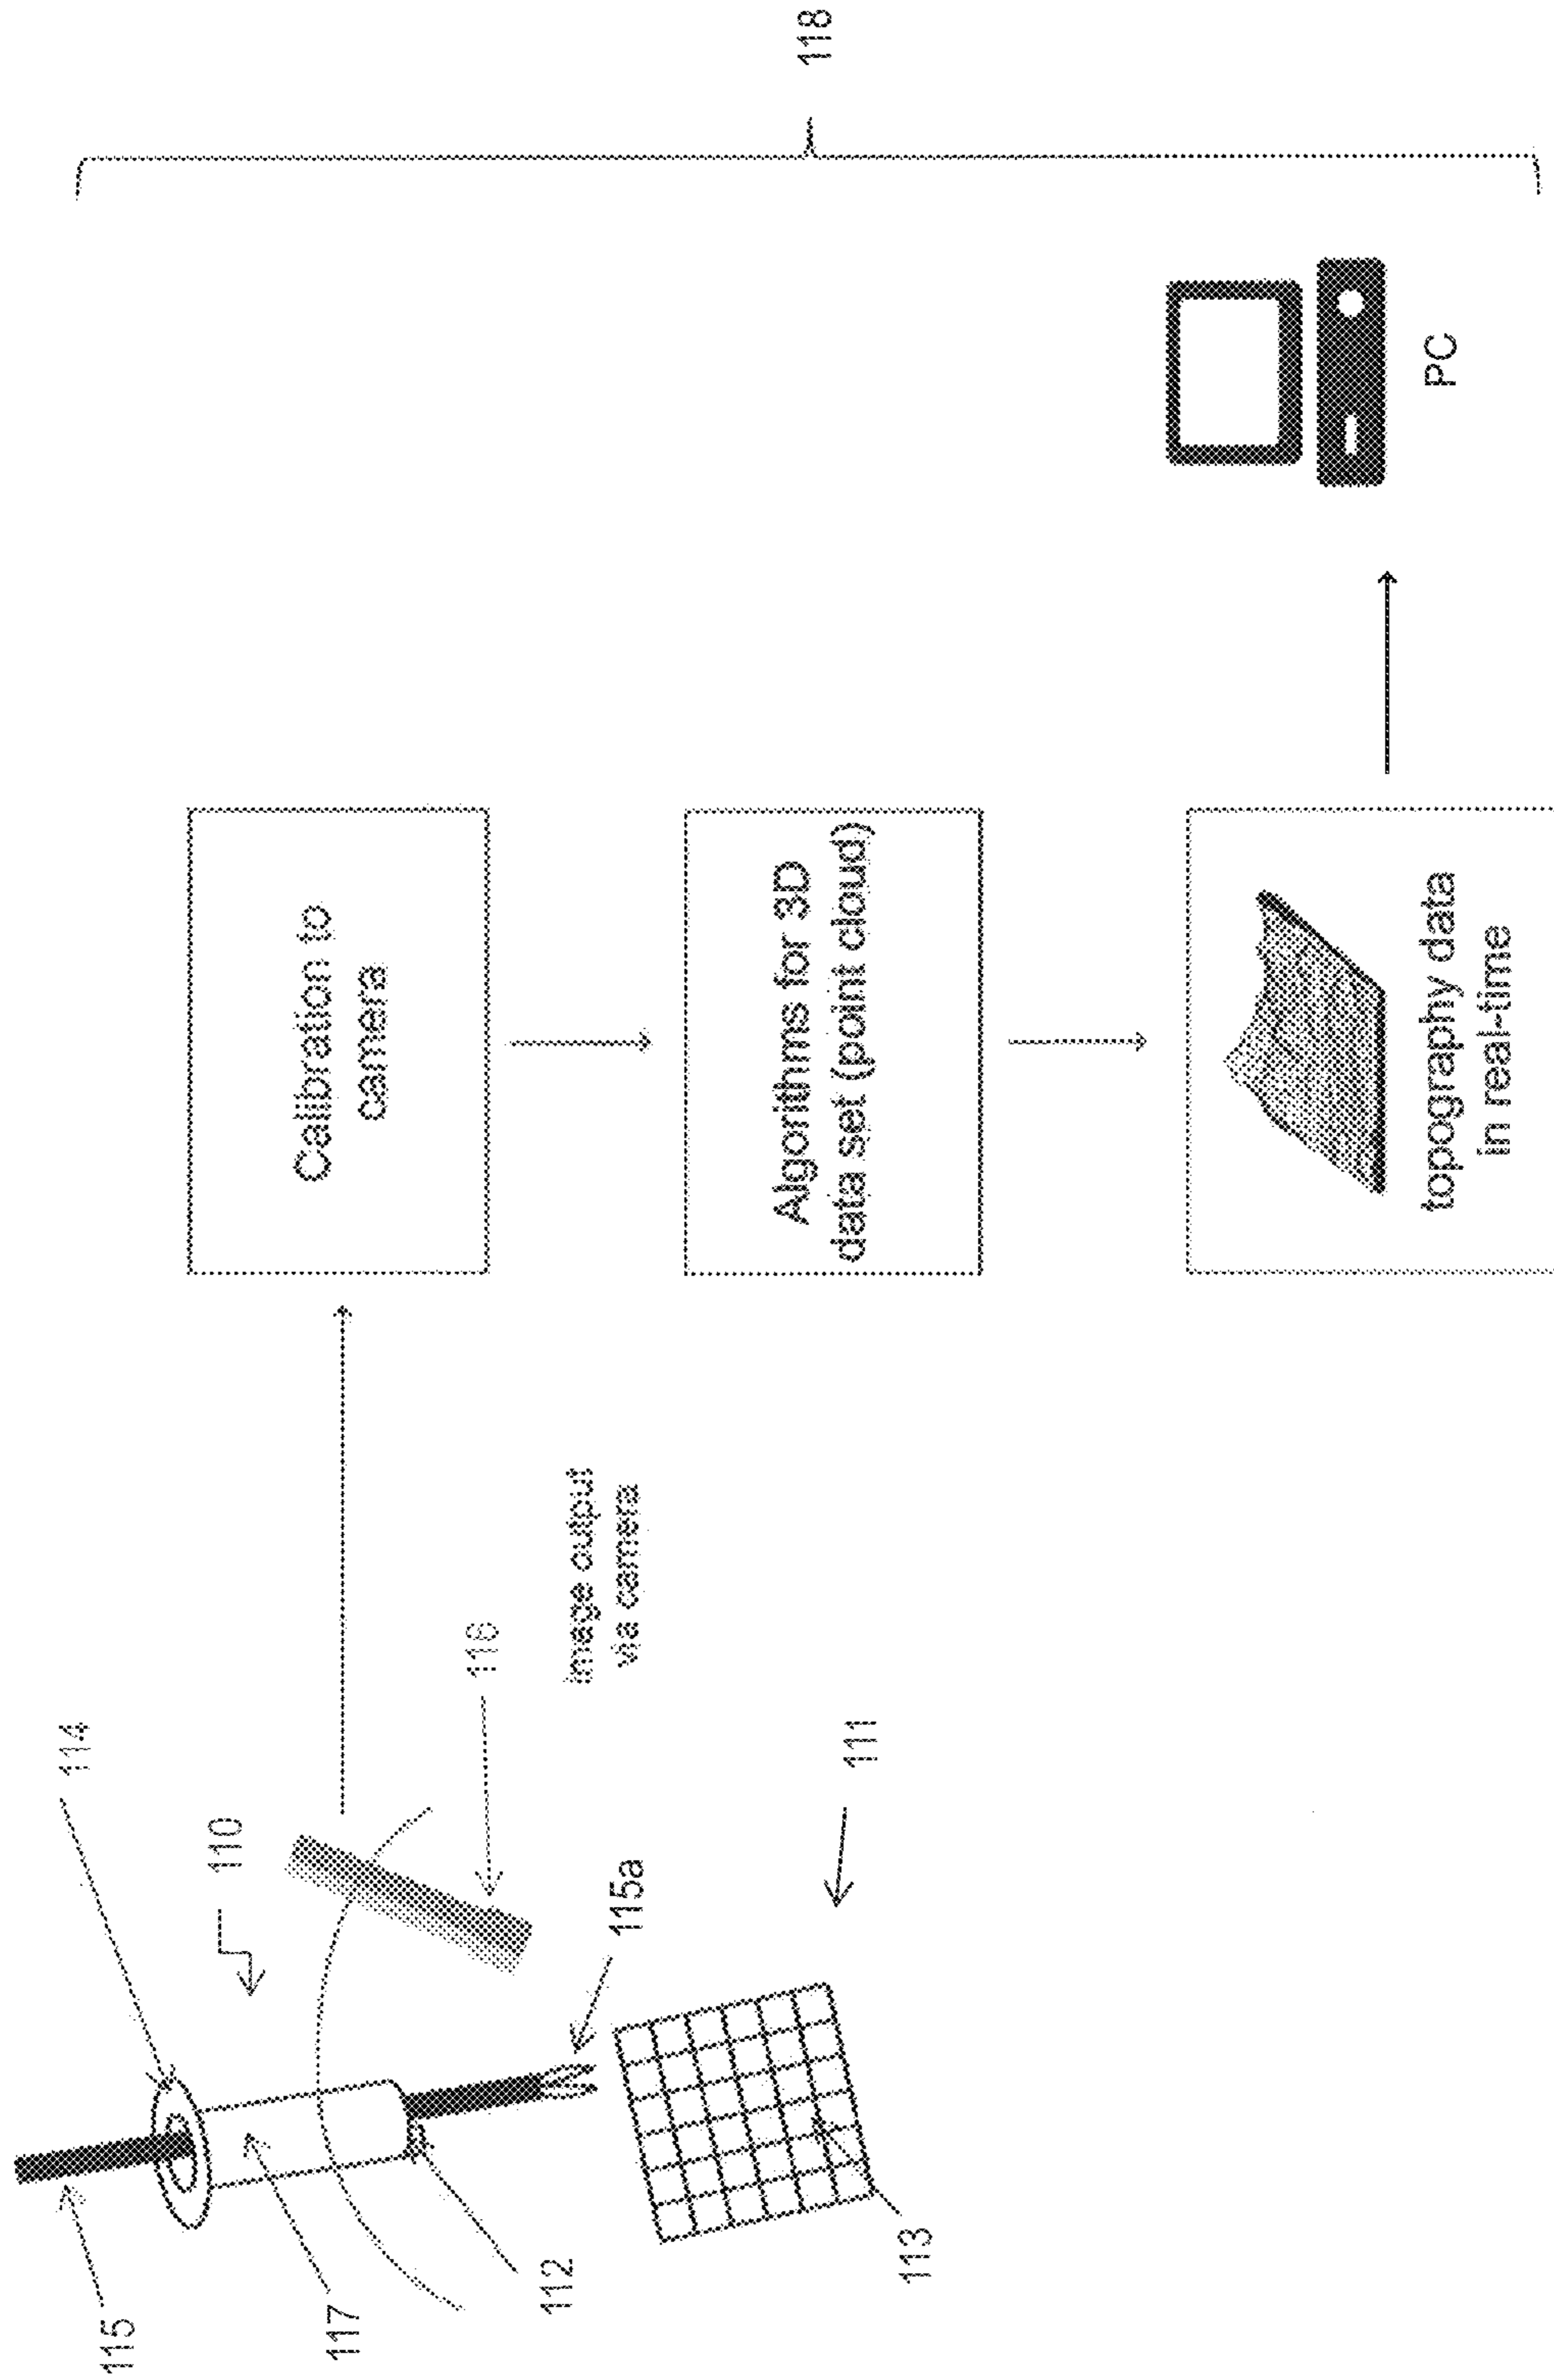 115
114
117
110
112
116
115a
113
111
image output
via camera
Calibration to
camera
Algorithms for 3D
data set (point cloud)
topography data
in real-time
PC
118